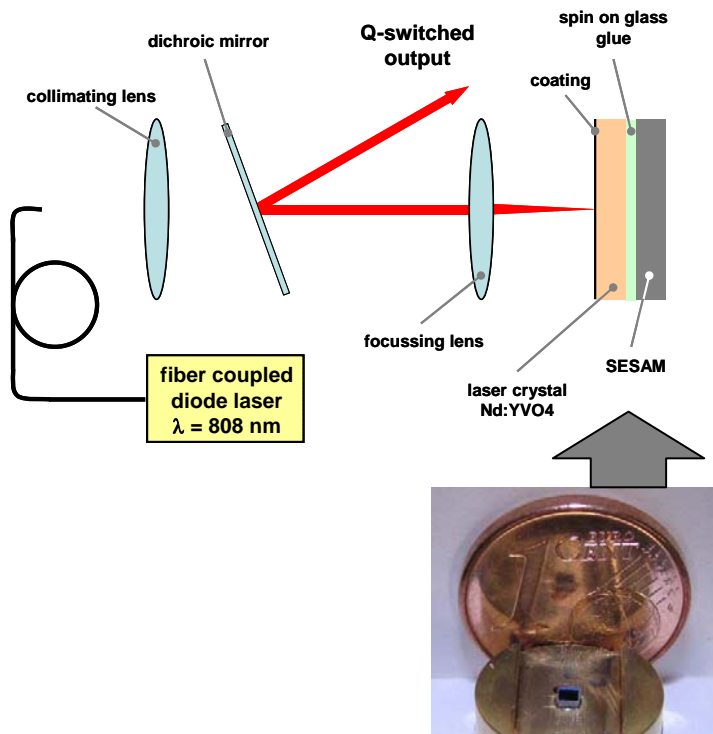 spin on glass
glue
dichroic mirror
Q-switched
output
coating
collimating lens
focussing lens
SESAM
laser crystal
Nd:YVO4
fiber coupled
diode laser
λ = 808 nm
1
EURO
CENT